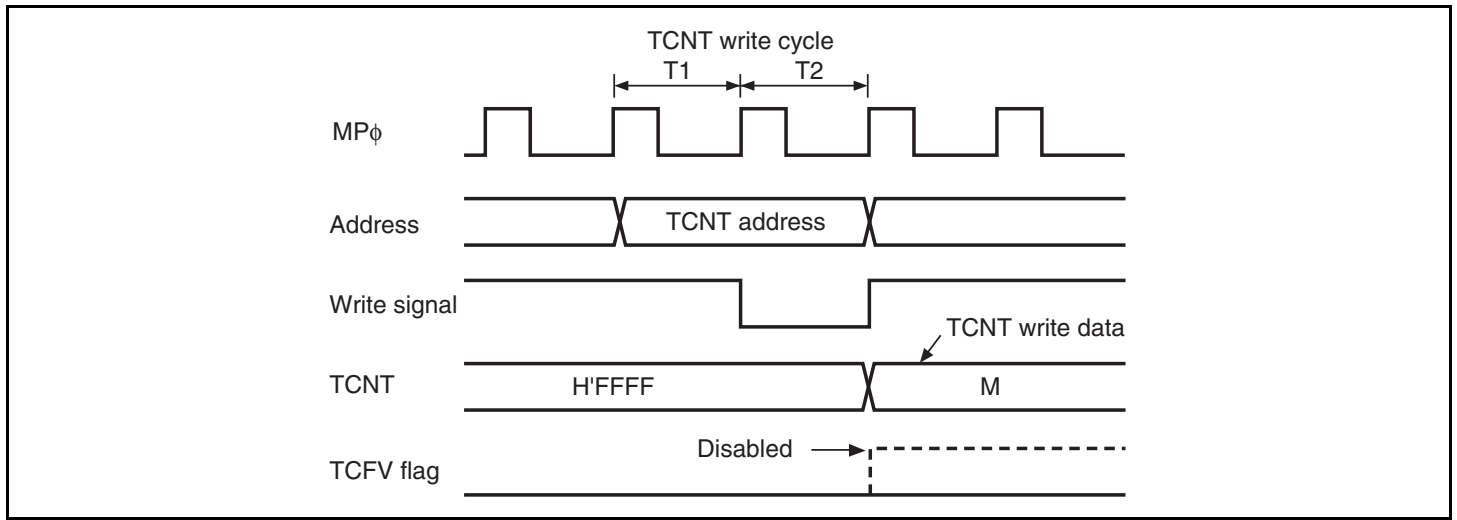 TCNT write cycle
T1 T2
MPϕ
Address
TCNT address
Write signal
TCNT write data
TCNT
H'FFFF
M
Disabled
TCFV flag